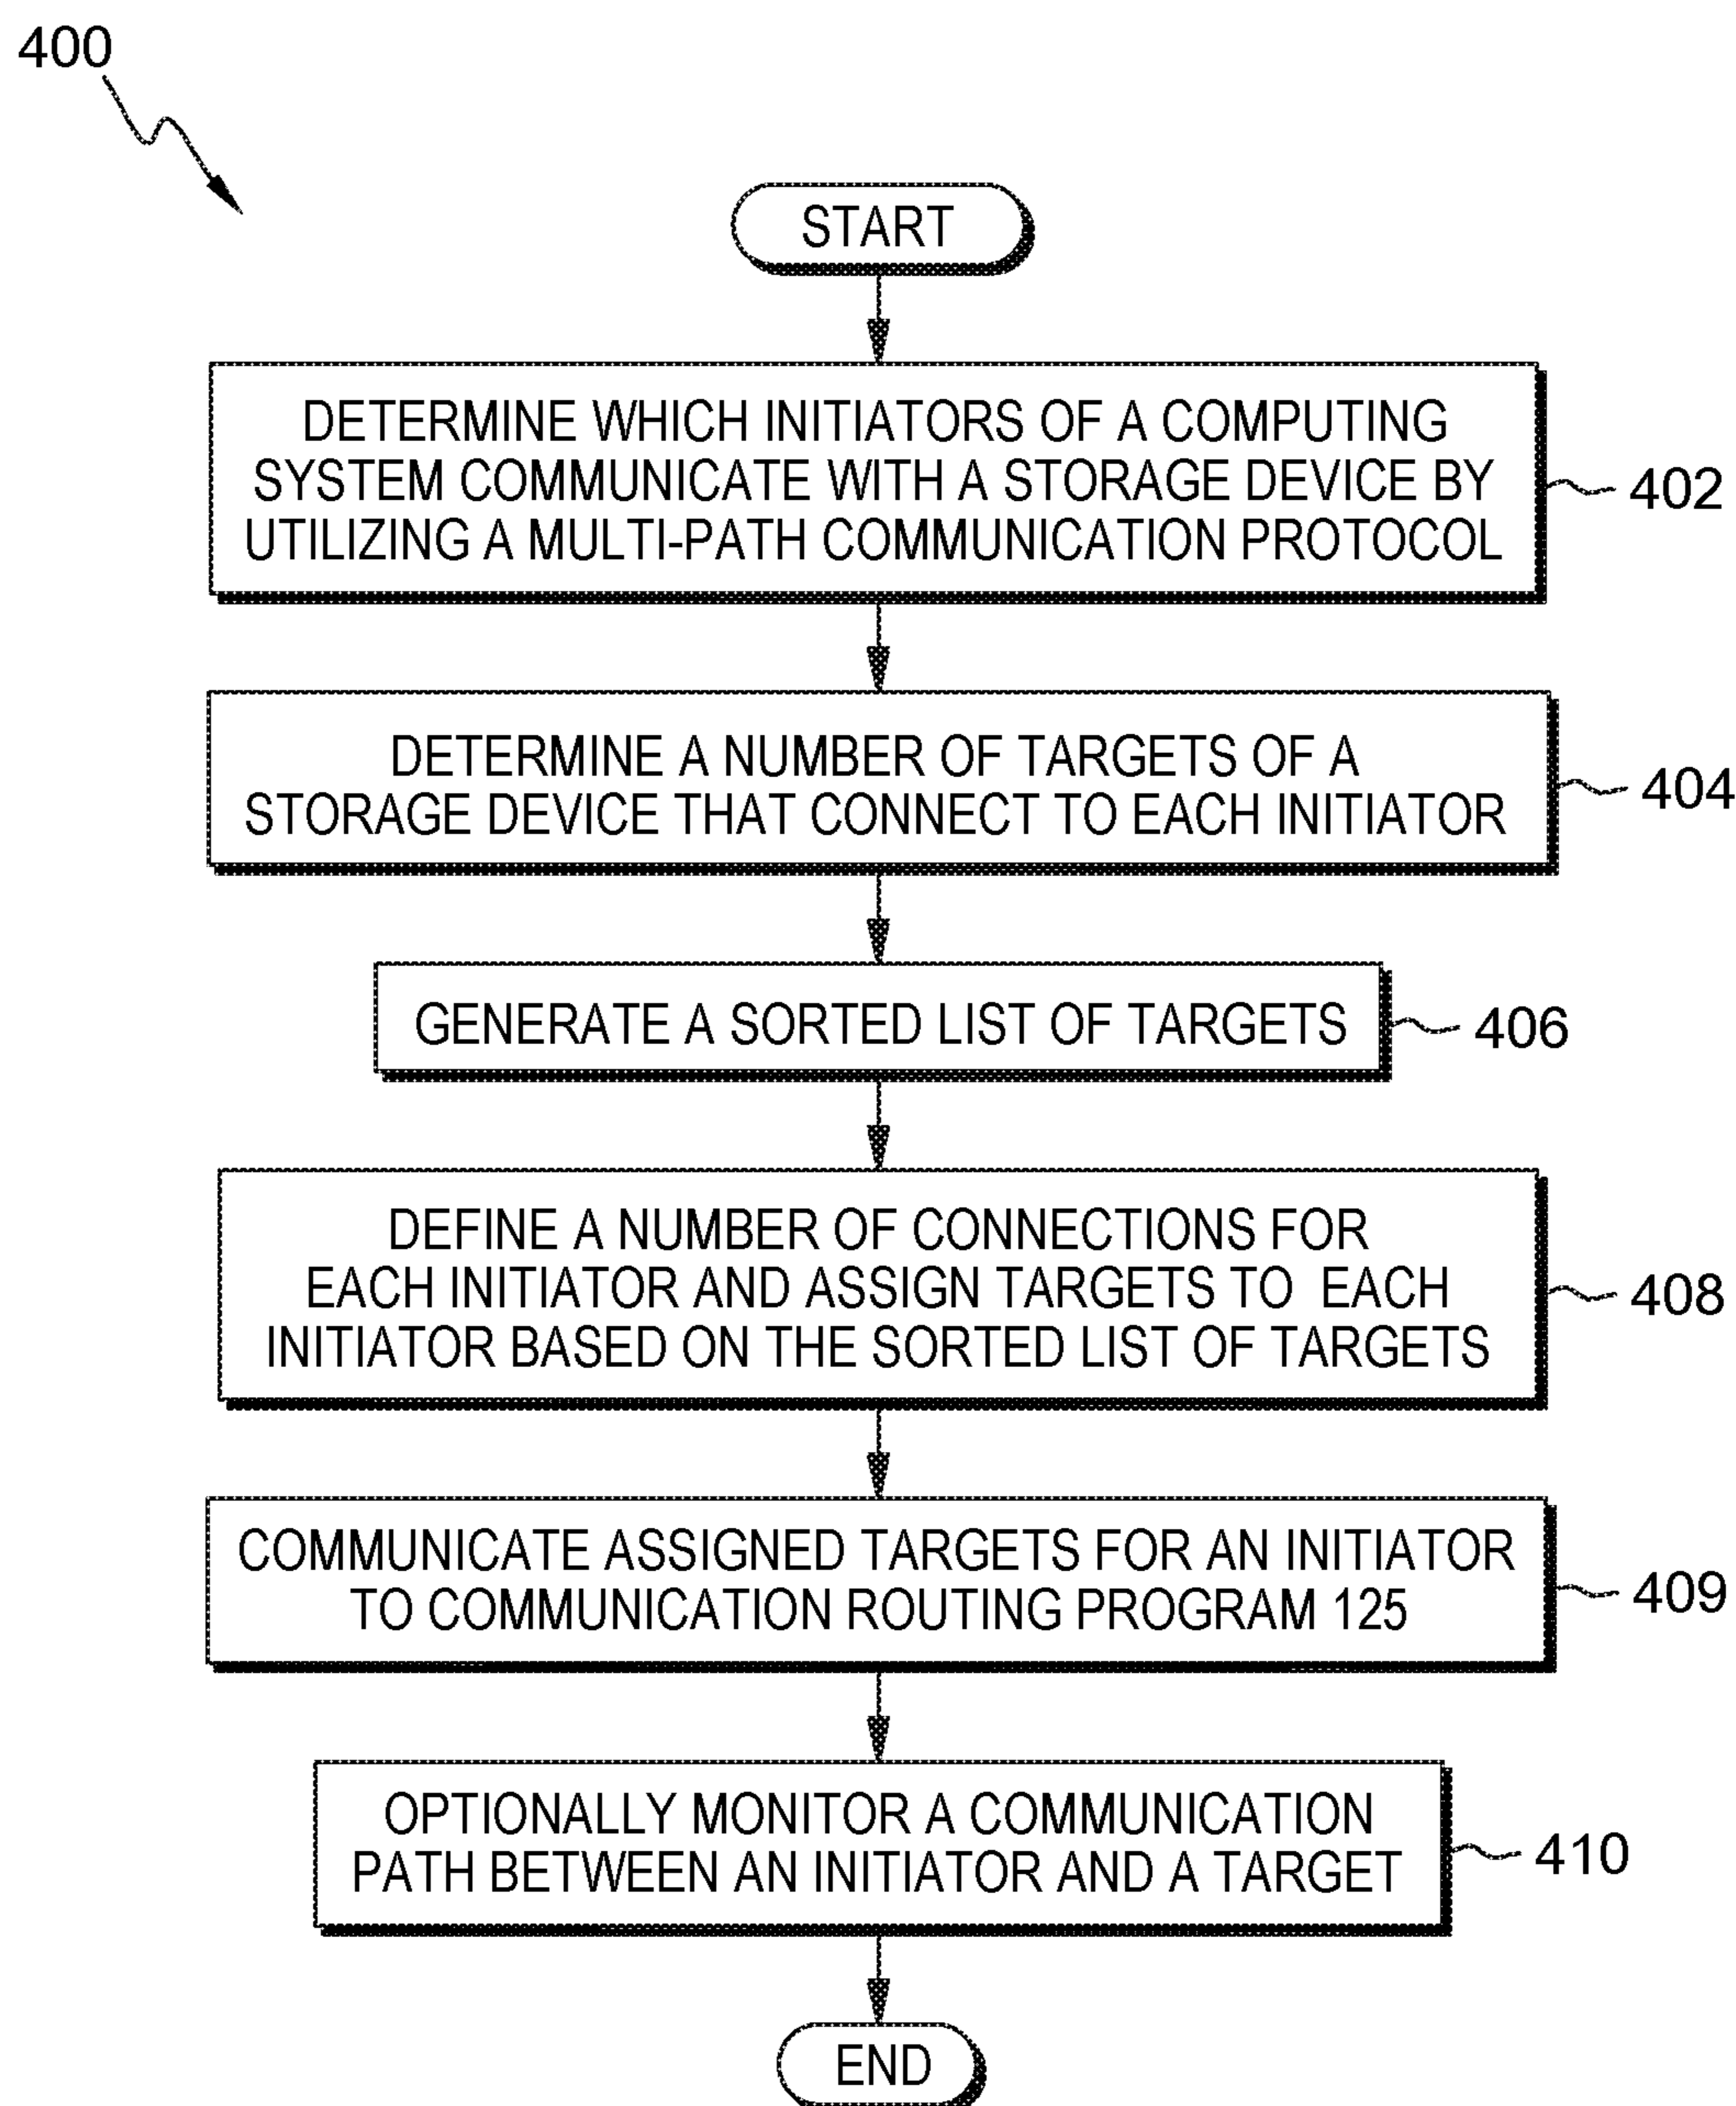 400
START
DETERMINE WHICH INITIATORS OF A COMPUTING
SYSTEM COMMUNICATE WITH A STORAGE DEVICE BY
UTILIZING A MULTI-PATH COMMUNICATION PROTOCOL
402
DETERMINE A NUMBER OF TARGETS OF A
STORAGE DEVICE THAT CONNECT TO EACH INITIATOR
404
GENERATE A SORTED LIST OF TARGETS
406
DEFINE A NUMBER OF CONNECTIONS FOR
EACH INITIATOR AND ASSIGN TARGETS TO EACH
INITIATOR BASED ON THE SORTED LIST OF TARGETS
408
COMMUNICATE ASSIGNED TARGETS FOR AN INITIATOR
TO COMMUNICATION ROUTING PROGRAM 125
409
OPTIONALLY MONITOR A COMMUNICATION
PATH BETWEEN AN INITIATOR AND A TARGET
410
END